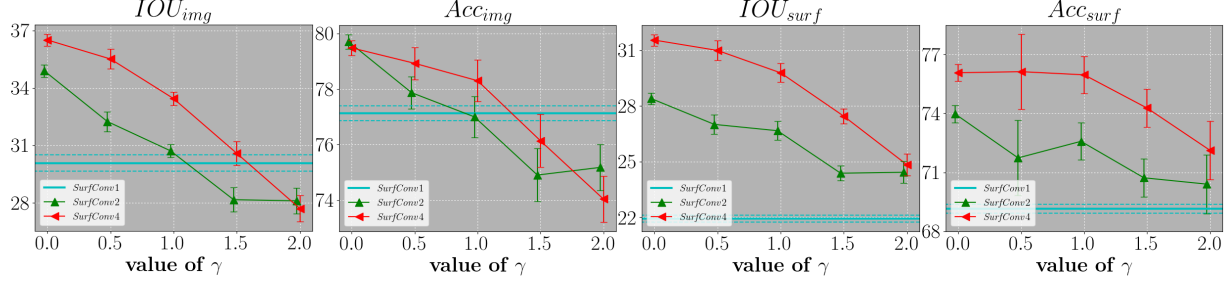 IOU_img
37
34
31
28
SurfConv1
SurfConv2
SurfConv4
0.0 0.5 1.0 1.5 2.0
value of γ
Acc_img
80
78
76
74
SurfConv1
SurfConv2
SurfConv4
0.0 0.5 1.0 1.5 2.0
value of γ
IOU_surf
31
28
25
22
SurfConv1
SurfConv2
SurfConv4
0.0 0.5 1.0 1.5 2.0
value of γ
Acc_surf
77
74
71
68
SurfConv1
SurfConv2
SurfConv4
0.0 0.5 1.0 1.5 2.0
value of γ